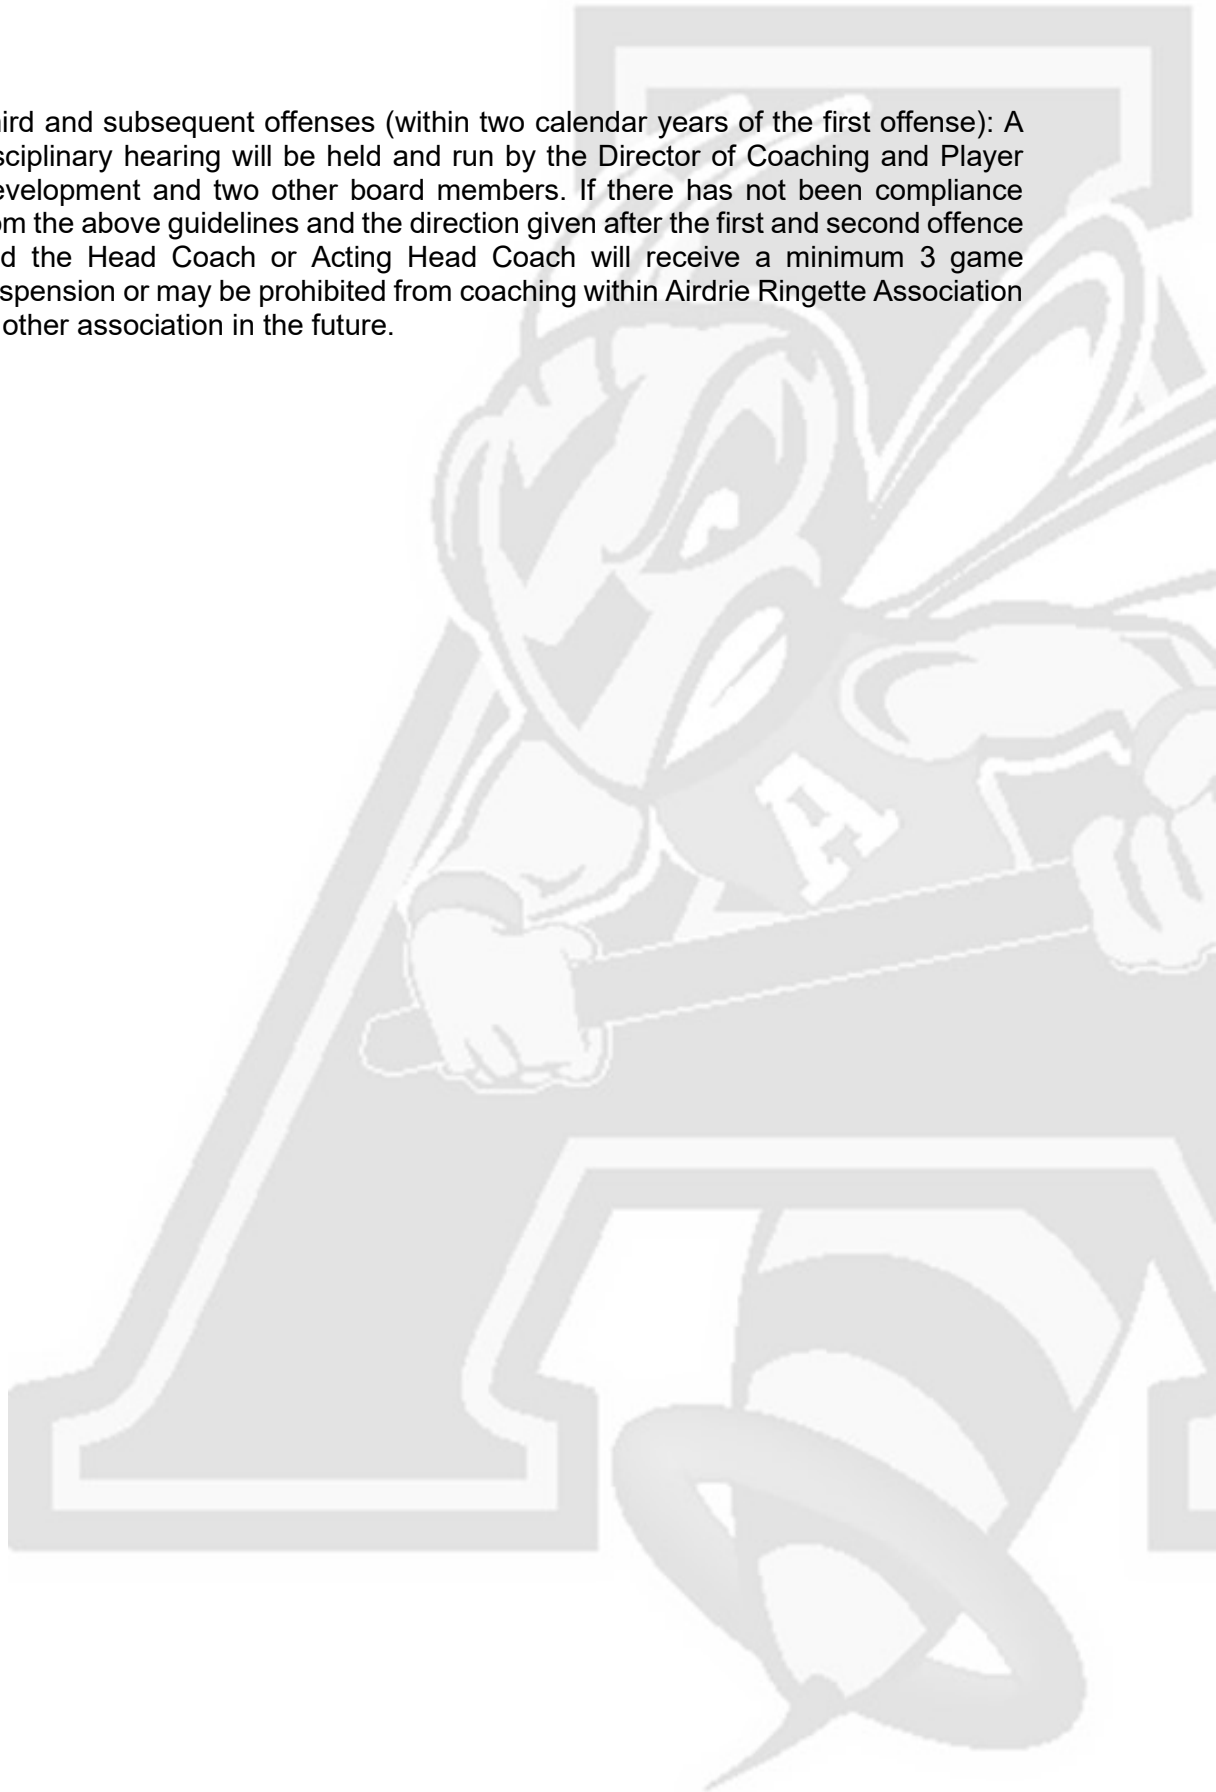 ird and subsequent offenses (within two calendar years of the first offense): A
sciplinary hearing will be held and run by the Director of Coaching and Player
evelopment and two other board members. If there has not been compliance
om the above guidelines and the direction given after the first and second offence
d the Head Coach or Acting Head Coach will receive a minimum 3 game
spension or may be prohibited from coaching within Airdrie Ringette Association
other association in the future.
A